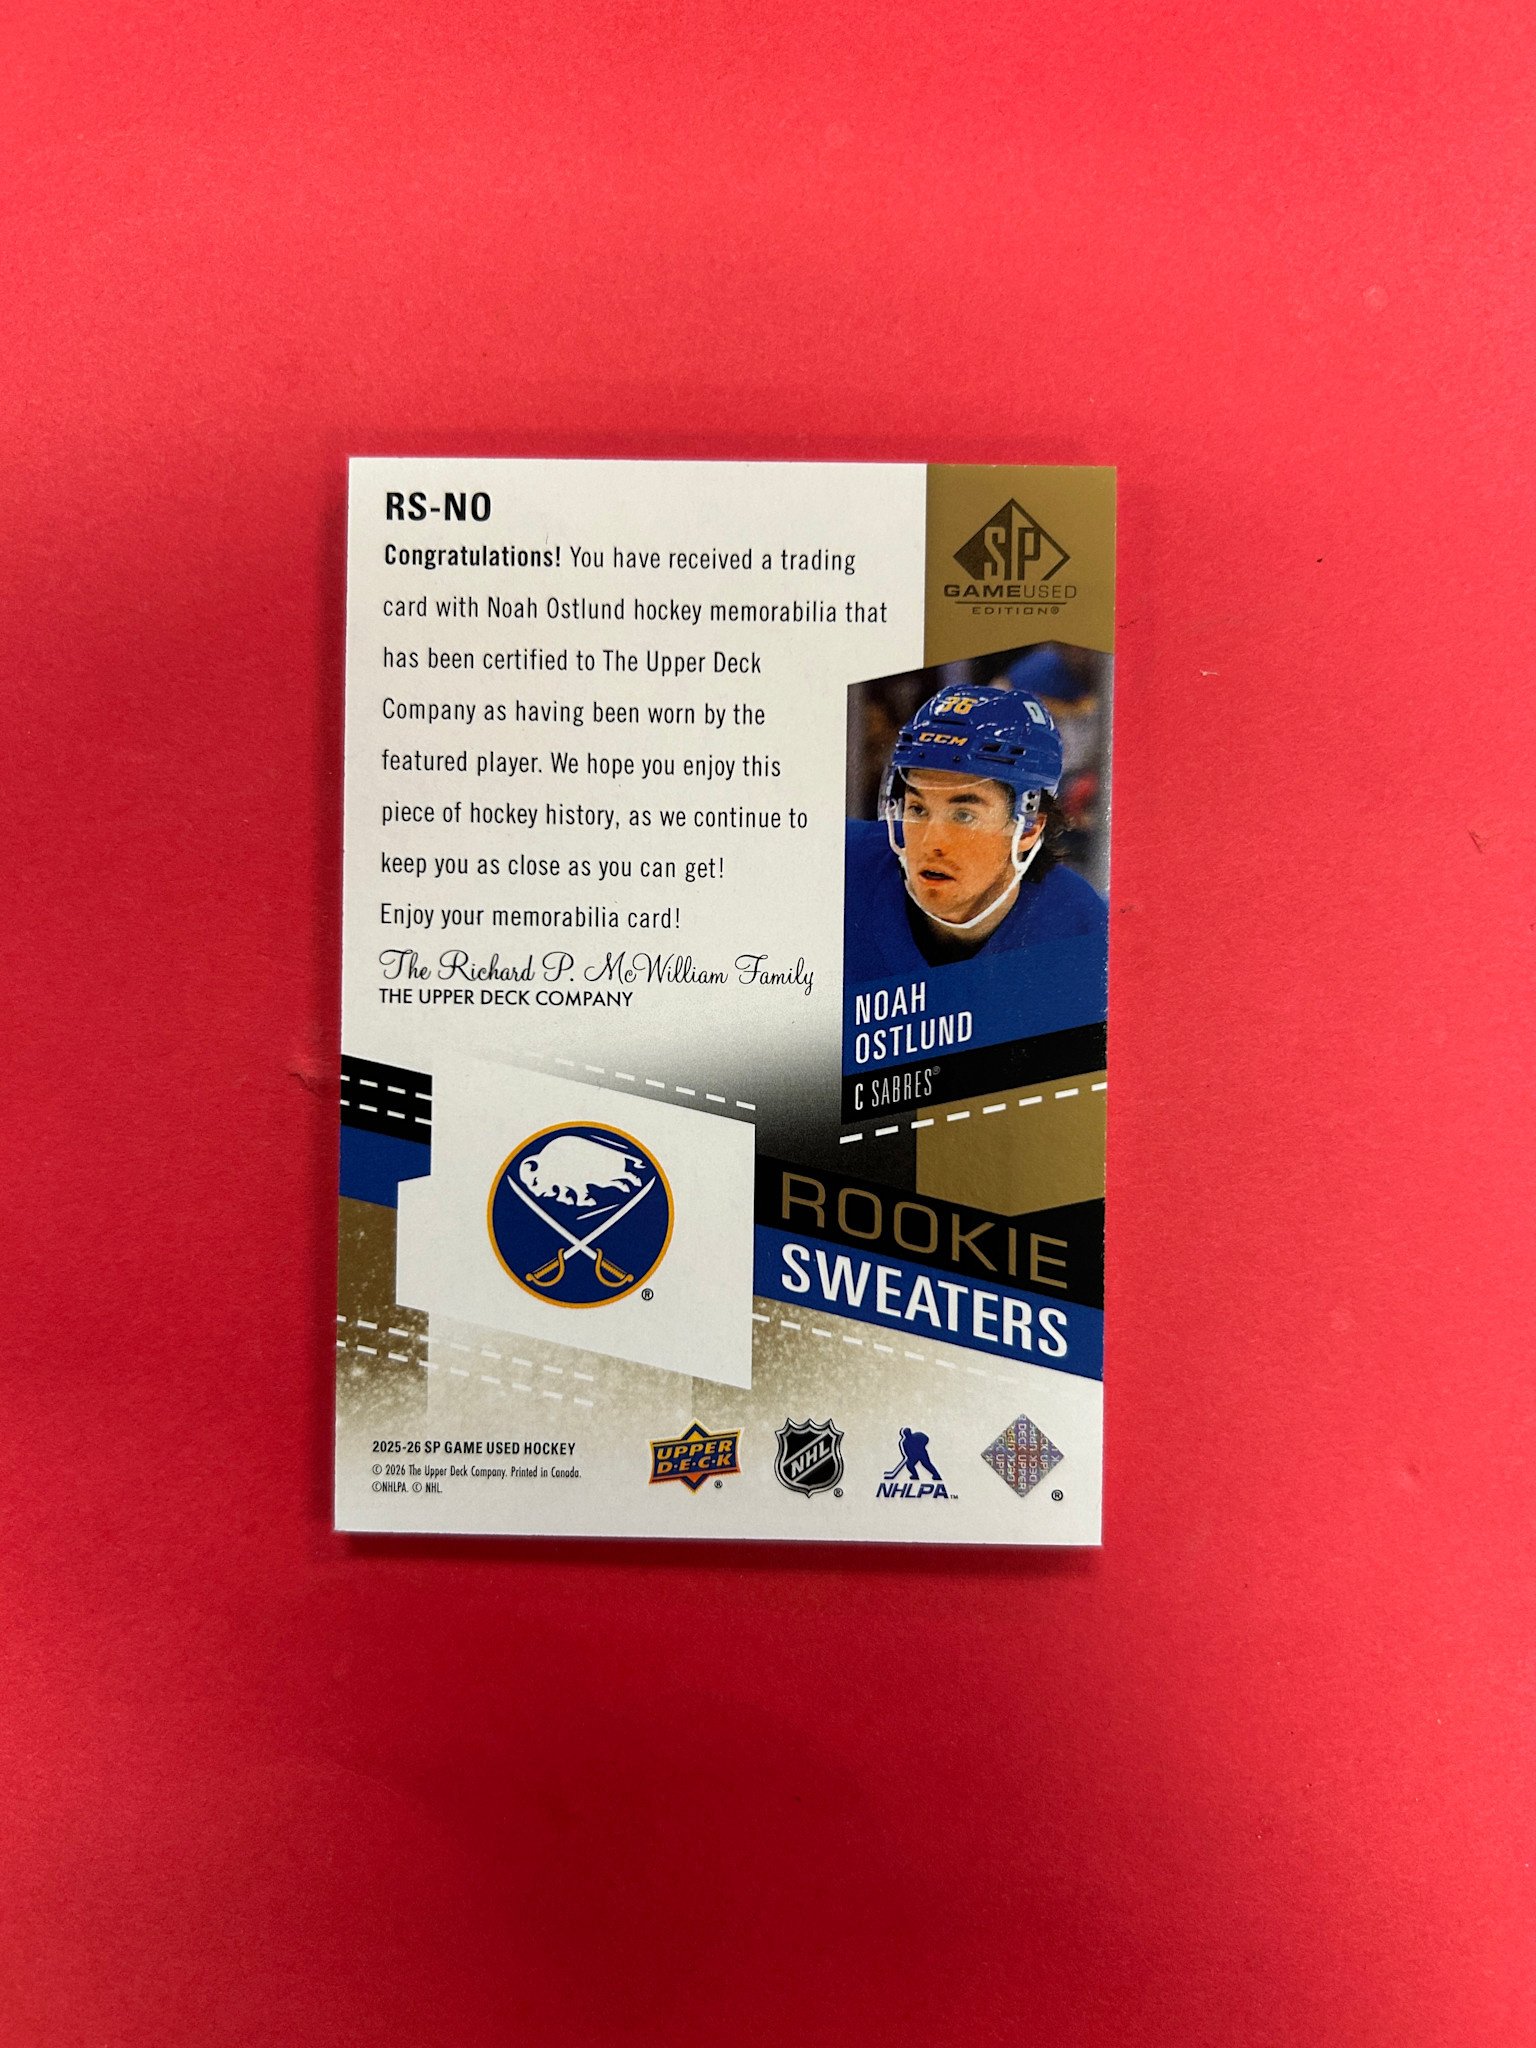 RS-NO
Congratulations! You have received a trading
card with Noah Ostlund hockey memorabilia that
has been certified to The Upper Deck
Company as having been worn by the
featured player. We hope you enjoy this
piece of hockey history, as we continue to
keep you as close as you can get!
Enjoy your memorabilia card!
The Richard P. McWilliam Family
THE UPPER DECK COMPANY
SP
GAMEUSED
EDITION®
36
CCM
NOAH
OSTLUND
C SABRES®
®
ROOKIE
SWEATERS
2025-26 SP GAME USED HOCKEY
© 2026 The Upper Deck Company. Printed in Canada.
©NHLPA. © NHL.
UPPER
D·E·C·K
®
NHL
®
NHLPA™
®